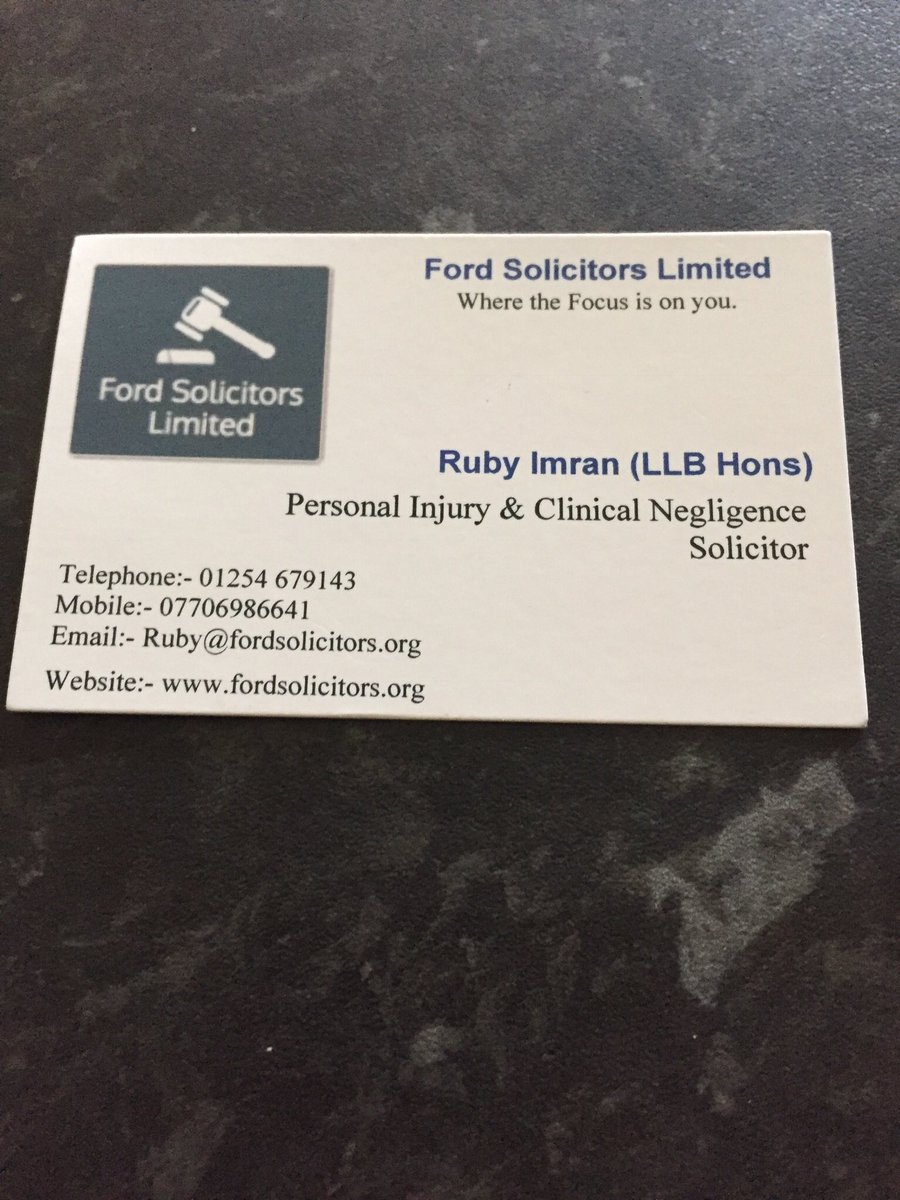 Ford Solicitors
Limited
Ford Solicitors Limited
Where the Focus is on you.
Ruby Imran (LLB Hons)
Personal Injury & Clinical Negligence
Solicitor
Telephone:- 01254 679143
Mobile:- 07706986641
Email:- Ruby@fordsolicitors.org
Website:- www.fordsolicitors.org